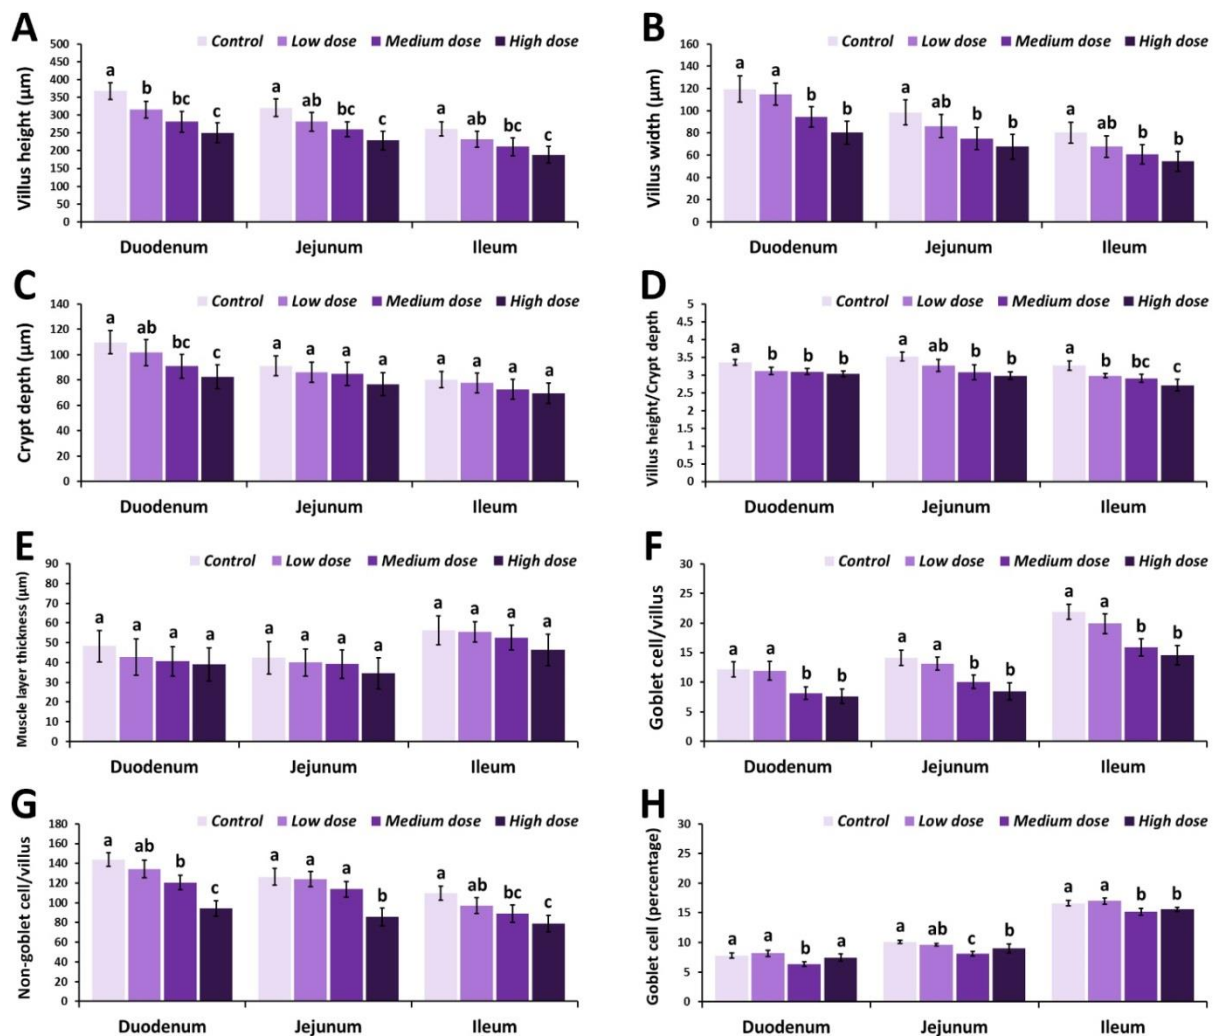 A
Control Low dose Medium dose High dose
Villus height (µm)
500
450
400
350
300
250
200
150
100
50
0
a b bc c
a ab bc c
a ab bc c
Duodenum Jejunum Ileum
B
Control Low dose Medium dose High dose
Villus width (µm)
160
140
120
100
80
60
40
20
0
a a b b
a ab b b
a ab b b
Duodenum Jejunum Ileum
C
Control Low dose Medium dose High dose
Crypt depth (µm)
140
120
100
80
60
40
20
0
a ab bc c
a a a a
a a a a
Duodenum Jejunum Ileum
D
Control Low dose Medium dose High dose
Villus height/Crypt depth
5
4.5
4
3.5
3
2.5
2
1.5
1
0.5
0
a b b b
a ab b b
a b bc c
Duodenum Jejunum Ileum
E
Control Low dose Medium dose High dose
Muscle layer thickness (µm)
90
80
70
60
50
40
30
20
10
0
a a a a
a a a a
a a a a
Duodenum Jejunum Ileum
F
Control Low dose Medium dose High dose
Goblet cell/villus
30
25
20
15
10
5
0
a a b b
a a b b
a a b b
Duodenum Jejunum Ileum
G
Control Low dose Medium dose High dose
Non-goblet cell/villus
180
160
140
120
100
80
60
40
20
0
a ab b c
a a a b
a ab bc c
Duodenum Jejunum Ileum
H
Control Low dose Medium dose High dose
Goblet cell (percentage)
30
25
20
15
10
5
0
a a b a
a ab c b
a a b b
Duodenum Jejunum Ileum